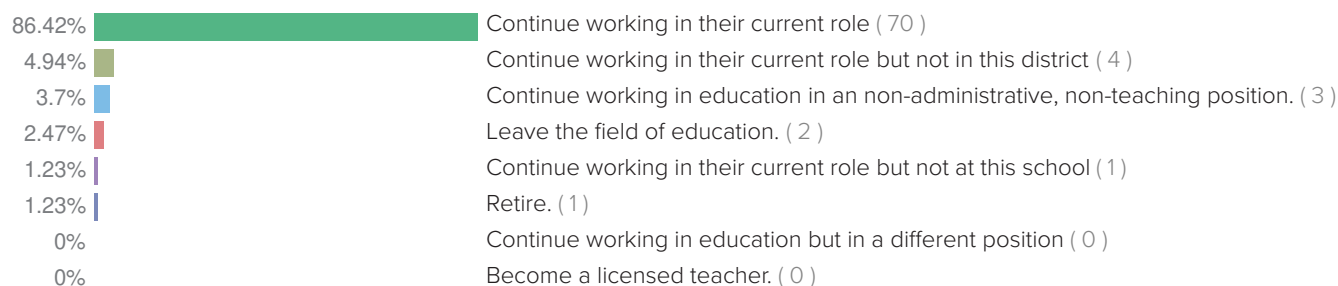 86.42% Continue working in their current role ( 70 )
4.94% Continue working in their current role but not in this district ( 4 )
3.7% Continue working in education in an non-administrative, non-teaching position. ( 3 )
2.47% Leave the field of education. ( 2 )
1.23% Continue working in their current role but not at this school ( 1 )
1.23% Retire. ( 1 )
0% Continue working in education but in a different position ( 0 )
0% Become a licensed teacher. ( 0 )